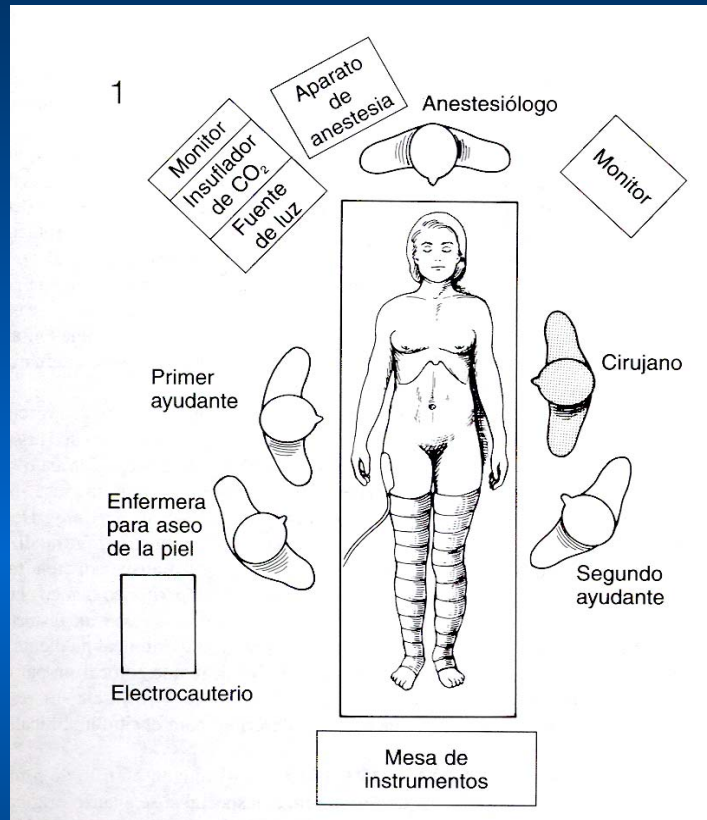 1
Aparato
de
anestesia
Anestesiólogo
Monitor
Insuflador
de CO₂
Fuente
de luz
Monitor
Primer
ayudante
Cirujano
Enfermera
para aseo
de la piel
Segundo
ayudante
Electrocauterio
Mesa de
instrumentos